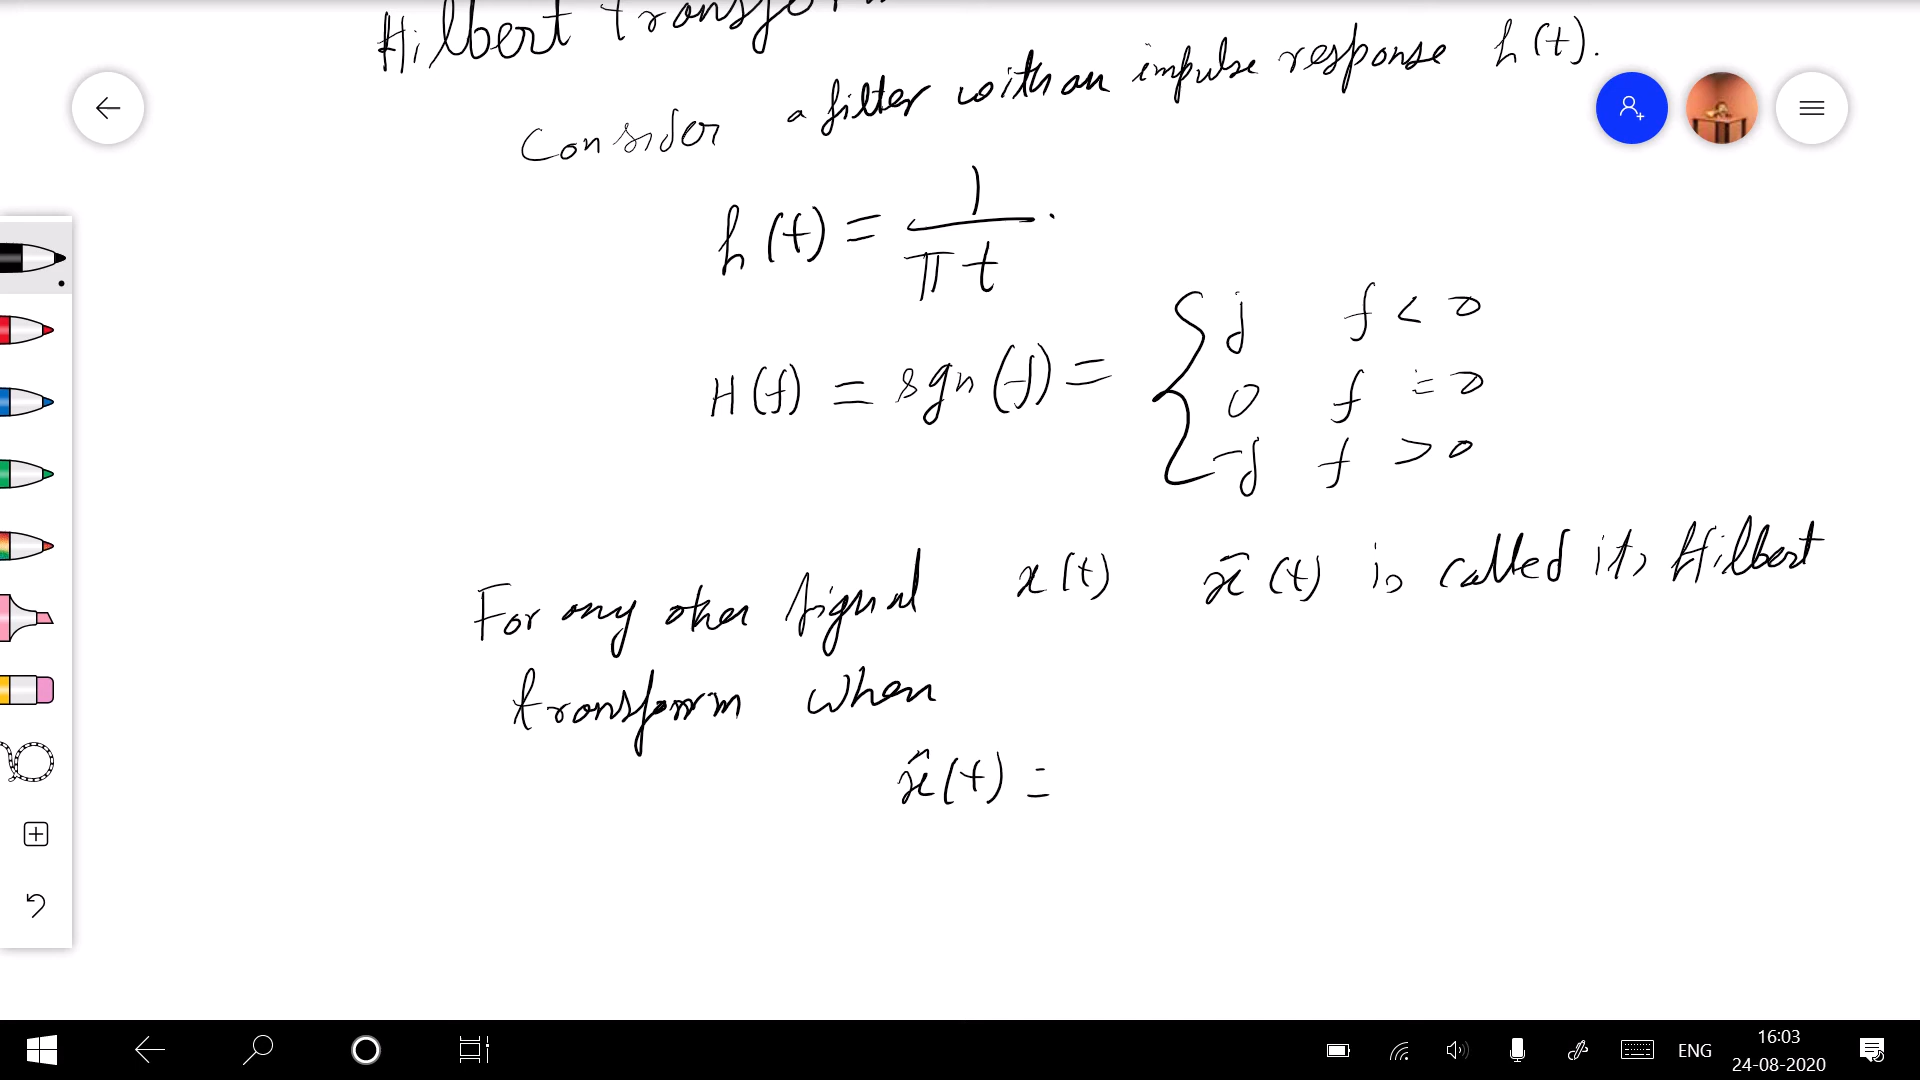 Hilbert transfor
Consider a filter with an impulse response h(t).
h(t) = 1/πt.
H(f) = sgn(-f) = { j f < 0
0 f = 0
-j f > 0
For any other signal x(t) x̂(t) is called its Hilbert
transform when
x̂(t) =
ENG
16:03
24-08-2020